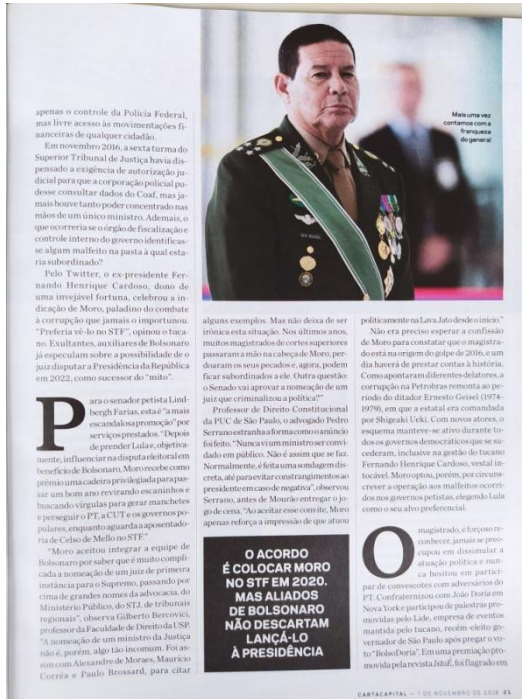 apenas o controle da Polícia Federal,
mas livre acesso às movimentações fi-
nanceiras de qualquer cidadão.
Em novembro 2016, a sexta turma do
Superior Tribunal de Justiça havia dis-
pensado a exigência de autorização ju-
dicial para que a corporação policial pu-
desse consultar dados do Coaf, mas ja-
mais houve tanto poder concentrado nas
mãos de um único ministro. Ademais, o
que ocorreria se o órgão de fiscalização e
controle interno do governo identificas-
se algum malfeito na pasta à qual esta-
ria subordinado?
Pelo Twitter, o ex-presidente Fer-
nando Henrique Cardoso, dono de
uma invejável fortuna, celebrou a in-
dicação de Moro, paladino do combate
à corrupção que jamais o importunou.
“Preferia vê-lo no STF”, opinou o tuca-
no. Exultantes, auxiliares de Bolsonaro
já especulam sobre a possibilidade de o
juiz disputar a Presidência da República
em 2022, como sucessor do “mito”.
Para o senador petista Lind-
bergh Farias, esta é “a mais
escandalosa promoção” por
serviços prestados. “Depois
de prender Lula e, objetiva-
mente, influenciar na disputa eleitoral em
benefício de Bolsonaro, Moro recebe como
prêmio uma cadeira privilegiada para pas-
sar um bom ano revirando escaninhos e
buscando vírgulas para gerar manchetes
e perseguir o PT, a CUT e os governos po-
pulares, enquanto aguarda a aposentado-
ria de Celso de Mello no STF.”
“Moro aceitou integrar a equipe de
Bolsonaro por saber que é muito compli-
cada a nomeação de um juiz de primeira
instância para o Supremo, passando por
cima de grandes nomes da advocacia, do
Ministério Público, do STJ, de tribunais
regionais”, observa Gilberto Bercovici,
professor da Faculdade de Direito da USP.
“A nomeação de um ministro da Justiça
não é, porém, algo tão incomum. Foi as-
sim com Alexandre de Moraes, Maurício
Corrêa e Paulo Brossard, para citar
Mais uma vez
contamos com a
franqueza
do general
alguns exemplos. Mas não deixa de ser
irônica esta situação. Nos últimos anos,
muitos magistrados de cortes superiores
passaram a mão na cabeça de Moro, per-
doaram os seus pecados e, agora, podem
ficar subordinados a ele. Outra questão:
o Senado vai aprovar a nomeação de um
juiz que criminalizou a política?”
Professor de Direito Constitucional
da PUC de São Paulo, o advogado Pedro
Serrano estranha a forma como o anúncio
foi feito. “Nunca vi um ministro ser convi-
dado em público. Não é assim que se faz.
Normalmente, é feita uma sondagem dis-
creta, até para evitar constrangimentos ao
presidente em caso de negativa”, observou
Serrano, antes de Mourão entregar o jo-
go de cena. “Ao aceitar esse convite, Moro
apenas reforça a impressão de que atuou
O ACORDO
É COLOCAR MORO
NO STF EM 2020.
MAS ALIADOS
DE BOLSONARO
NÃO DESCARTAM
LANÇÁ-LO
À PRESIDÊNCIA
politicamente na Lava Jato desde o início.”
Não era preciso esperar a confissão
de Moro para constatar que o magistra-
do está na origem do golpe de 2016, e um
dia deverá de prestar contas à história.
Como apontaram diferentes delatores, a
corrupção na Petrobras remonta ao pe-
ríodo do ditador Ernesto Geisel (1974-
1979), em que a estatal era comandada
por Shigeaki Ueki. Com novos atores, o
esquema manteve-se ativo durante to-
dos os governos democráticos que se su-
cederam, inclusive na gestão do tucano
Fernando Henrique Cardoso, vestal in-
tocável. Moro optou, porém, por circuns-
crever a operação aos malfeitos ocorri-
dos nos governos petistas, elegendo Lula
como o seu alvo preferencial.
O magistrado, é forçoso re-
conhecer, jamais se preo-
cupou em dissimular a
atuação política e nun-
ca hesitou em partici-
par de convescotes com adversários do
PT. Confraternizou com João Doria em
Nova York e participou de palestras pro-
movidas pelo Lide, empresa de eventos
mantida pelo tucano, recém-eleito go-
vernador de São Paulo após pregar o vo-
to “BolsoDoria”. Em uma premiação pro-
movida pela revista IstoÉ, foi flagrado em
CARTACAPITAL — 7 DE NOVEMBRO DE 2018 21